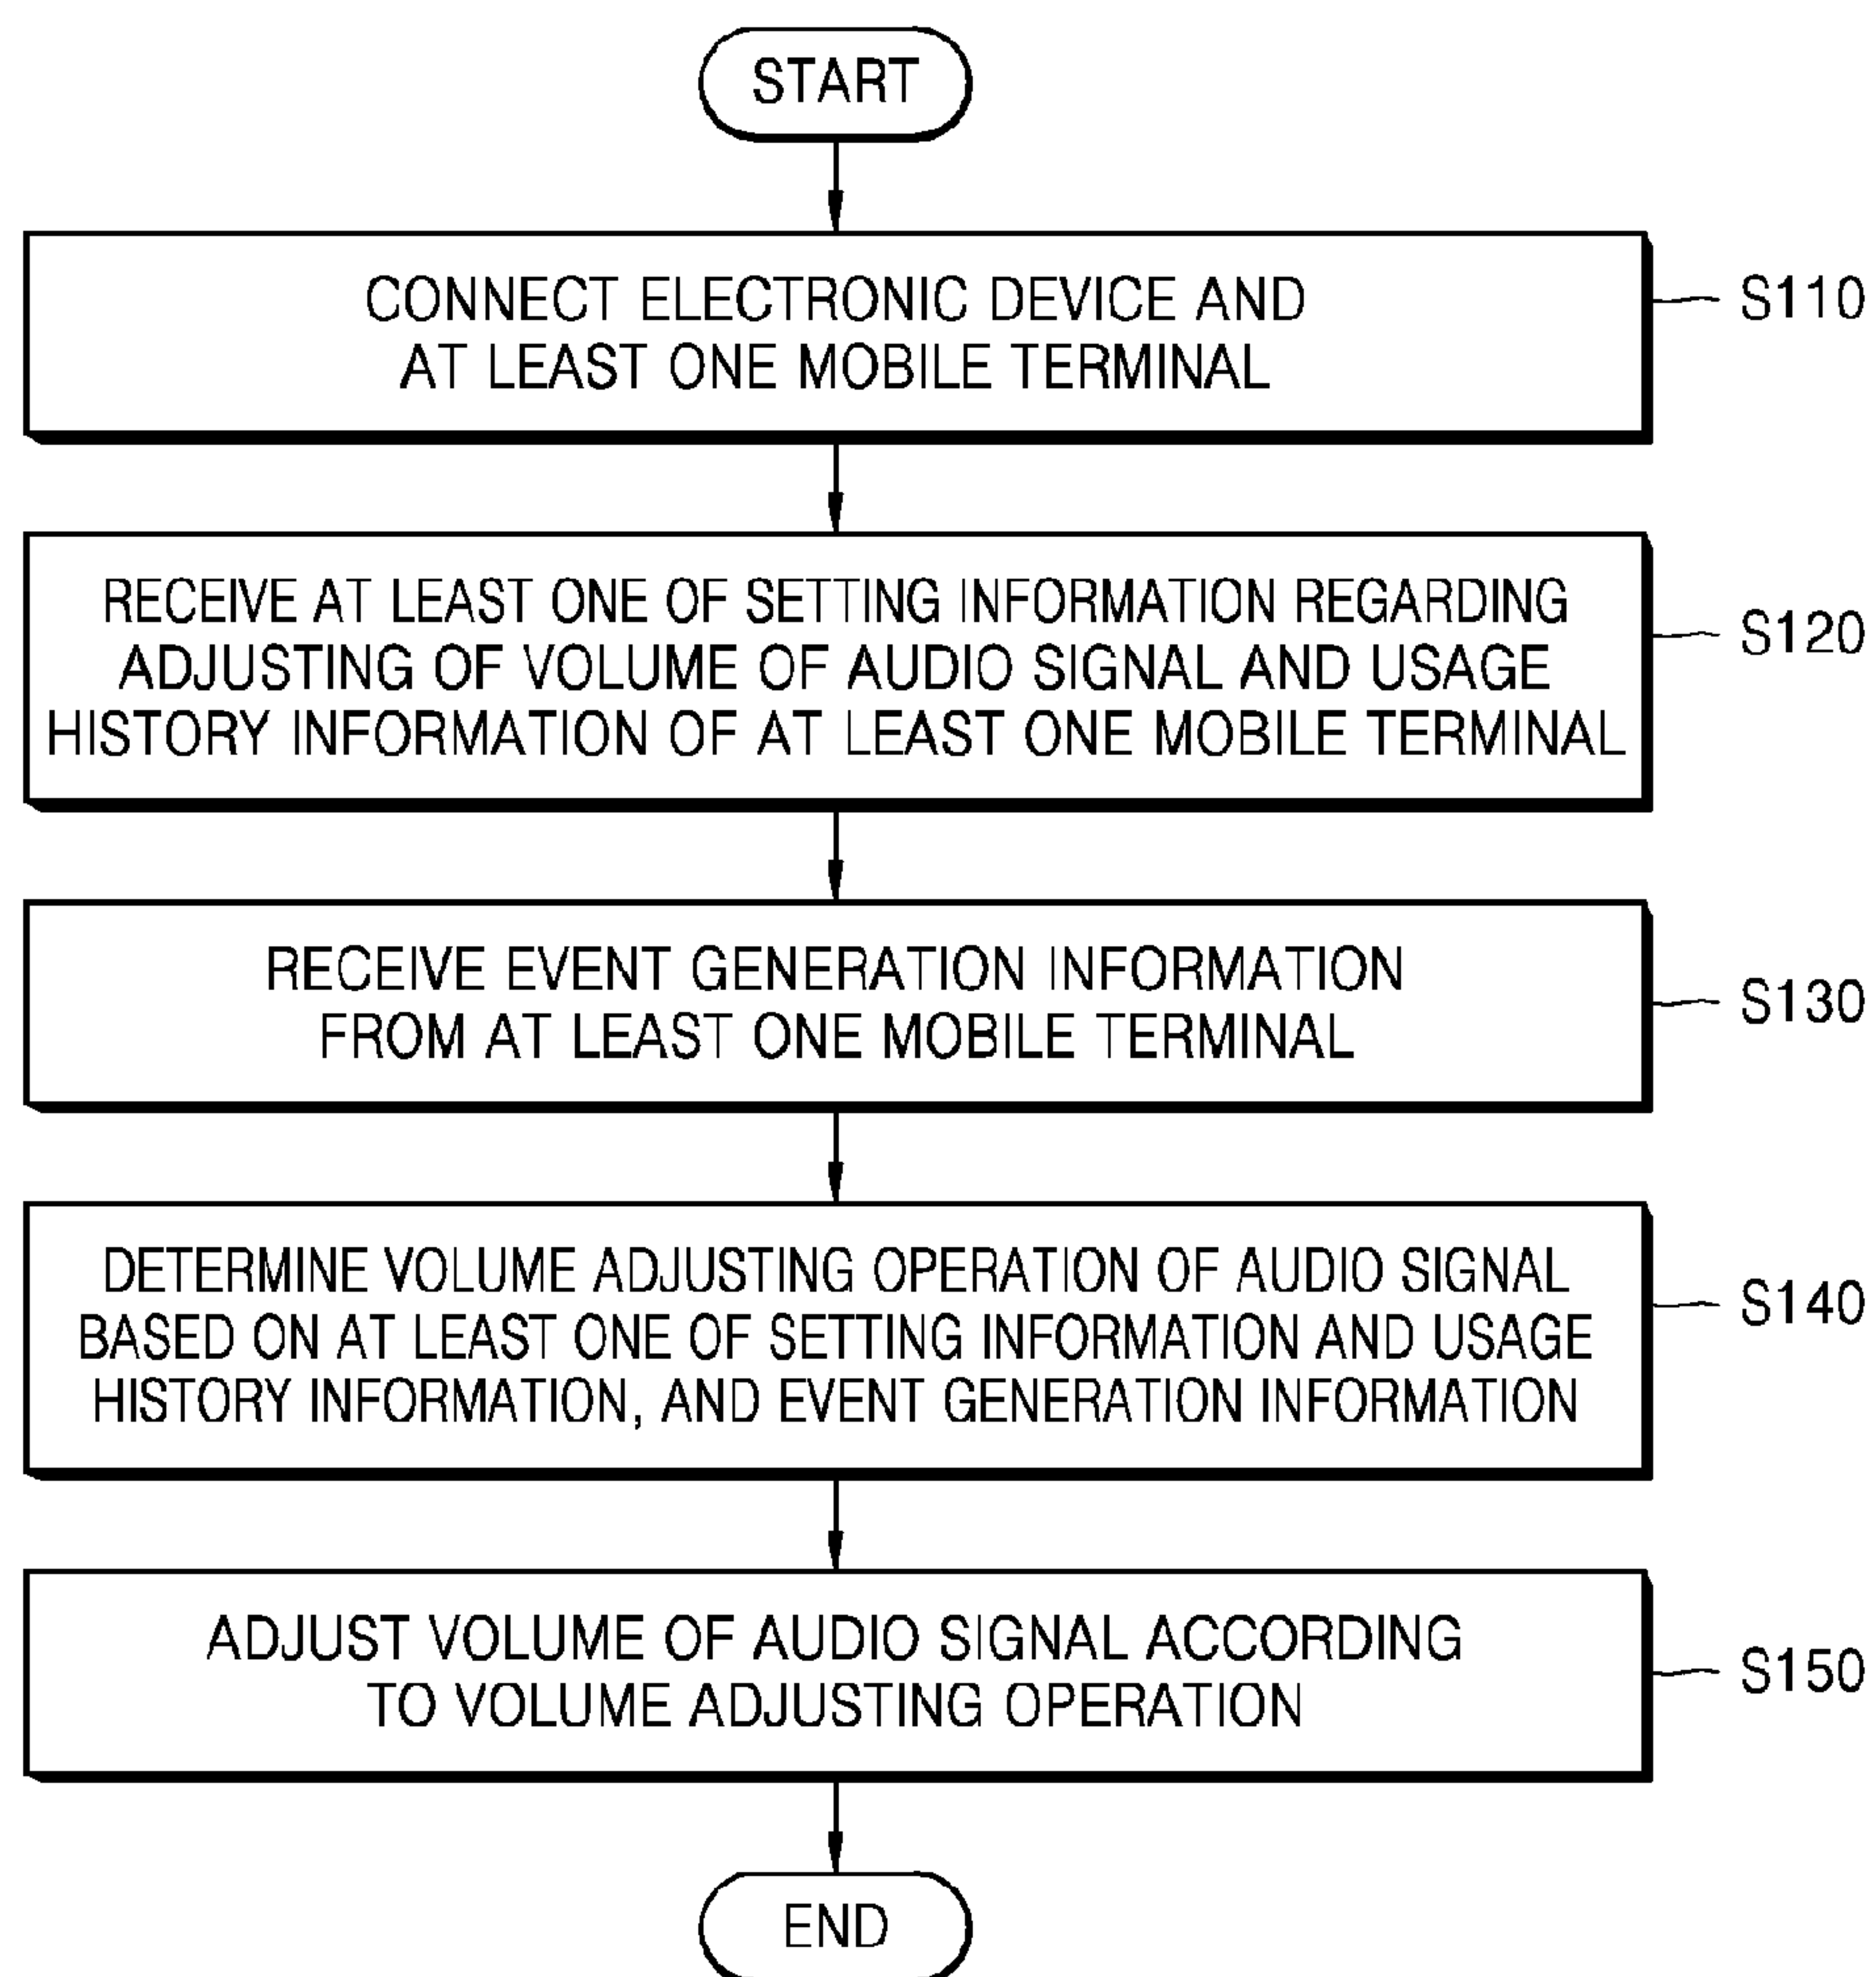 START
CONNECT ELECTRONIC DEVICE AND
AT LEAST ONE MOBILE TERMINAL
S110
RECEIVE AT LEAST ONE OF SETTING INFORMATION REGARDING
ADJUSTING OF VOLUME OF AUDIO SIGNAL AND USAGE
HISTORY INFORMATION OF AT LEAST ONE MOBILE TERMINAL
S120
RECEIVE EVENT GENERATION INFORMATION
FROM AT LEAST ONE MOBILE TERMINAL
S130
DETERMINE VOLUME ADJUSTING OPERATION OF AUDIO SIGNAL
BASED ON AT LEAST ONE OF SETTING INFORMATION AND USAGE
HISTORY INFORMATION, AND EVENT GENERATION INFORMATION
S140
ADJUST VOLUME OF AUDIO SIGNAL ACCORDING
TO VOLUME ADJUSTING OPERATION
S150
END